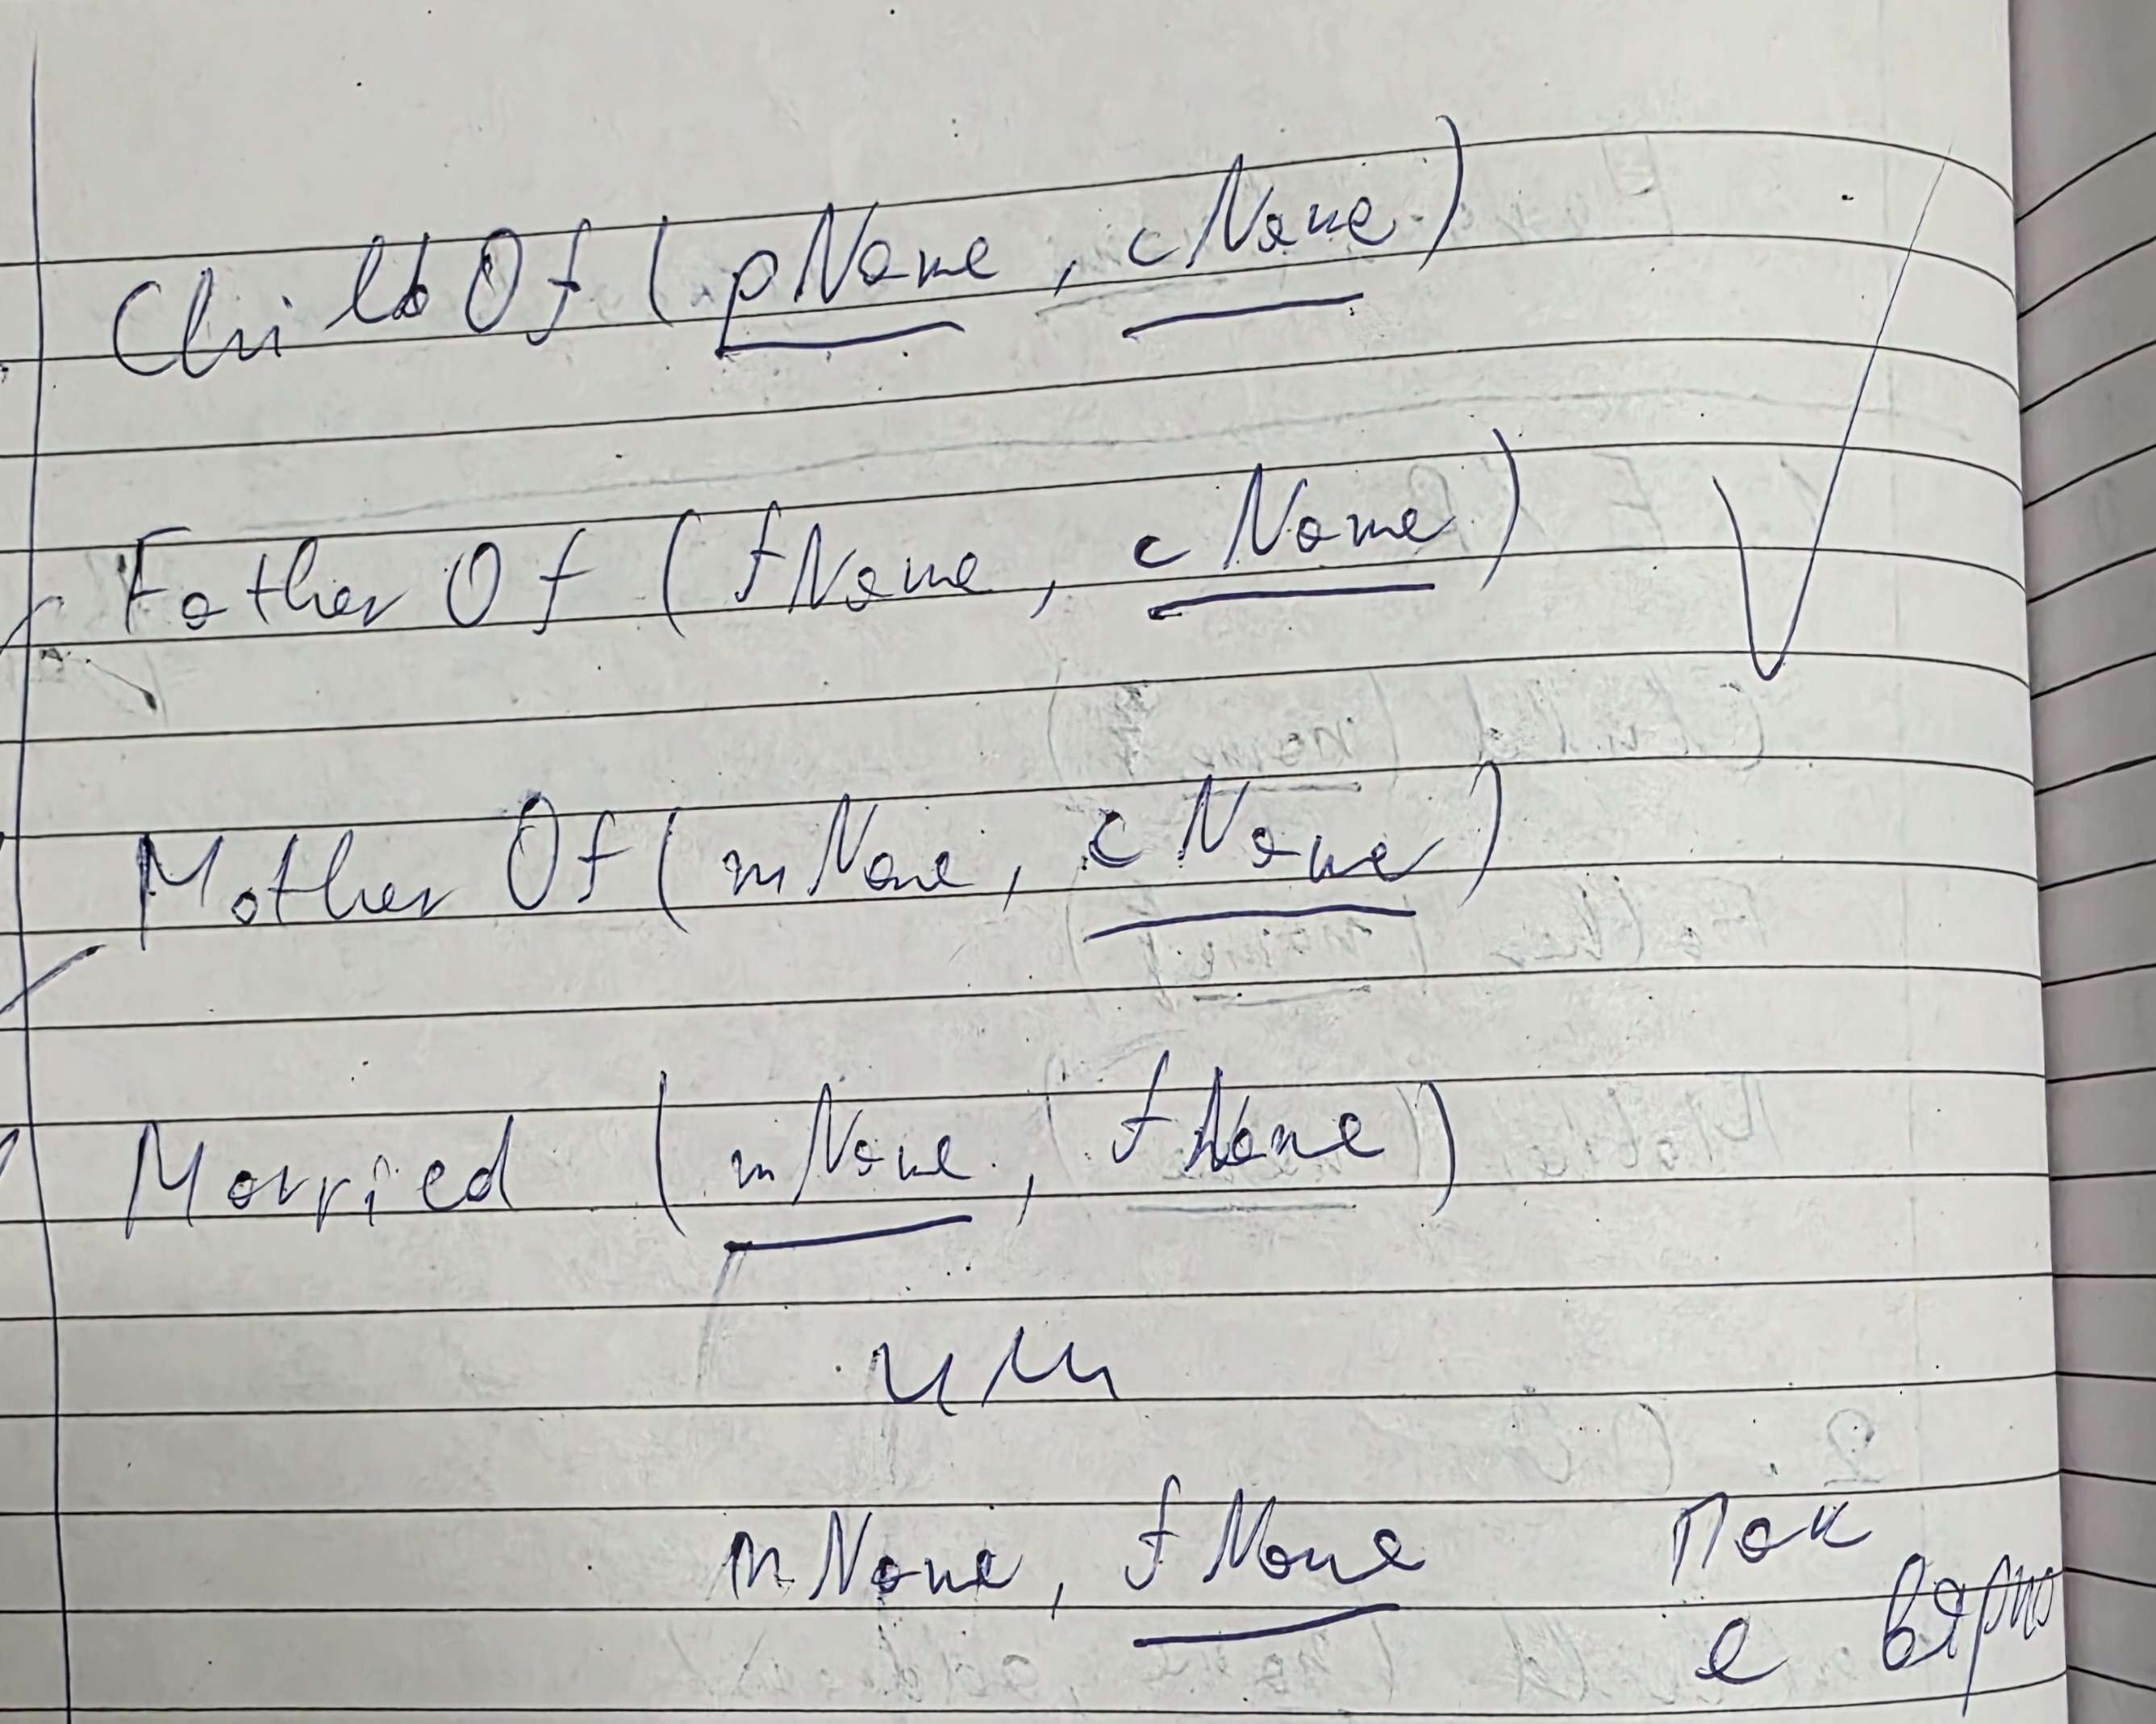 ChildOf (pName, cName)
FatherOf (fName, cName)
MotherOf (mName, cName)
Married (mName, fName)
или
mName, fName пак
е вярно